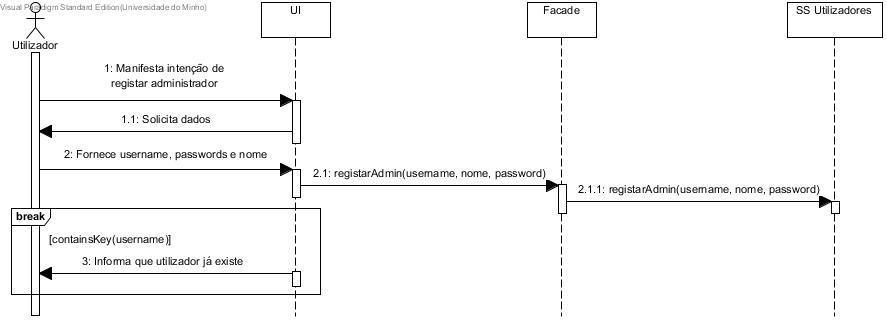 Visual Paradigm Standard Edition(Universidade do Minho)
UI
Facade
SS Utilizadores
Utilizador
1: Manifesta intenção de
registar administrador
1.1: Solicita dados
2: Fornece username, passwords e nome
2.1: registarAdmin(username, nome, password)
2.1.1: registarAdmin(username, nome, password)
break
[containsKey(username)]
3: Informa que utilizador já existe